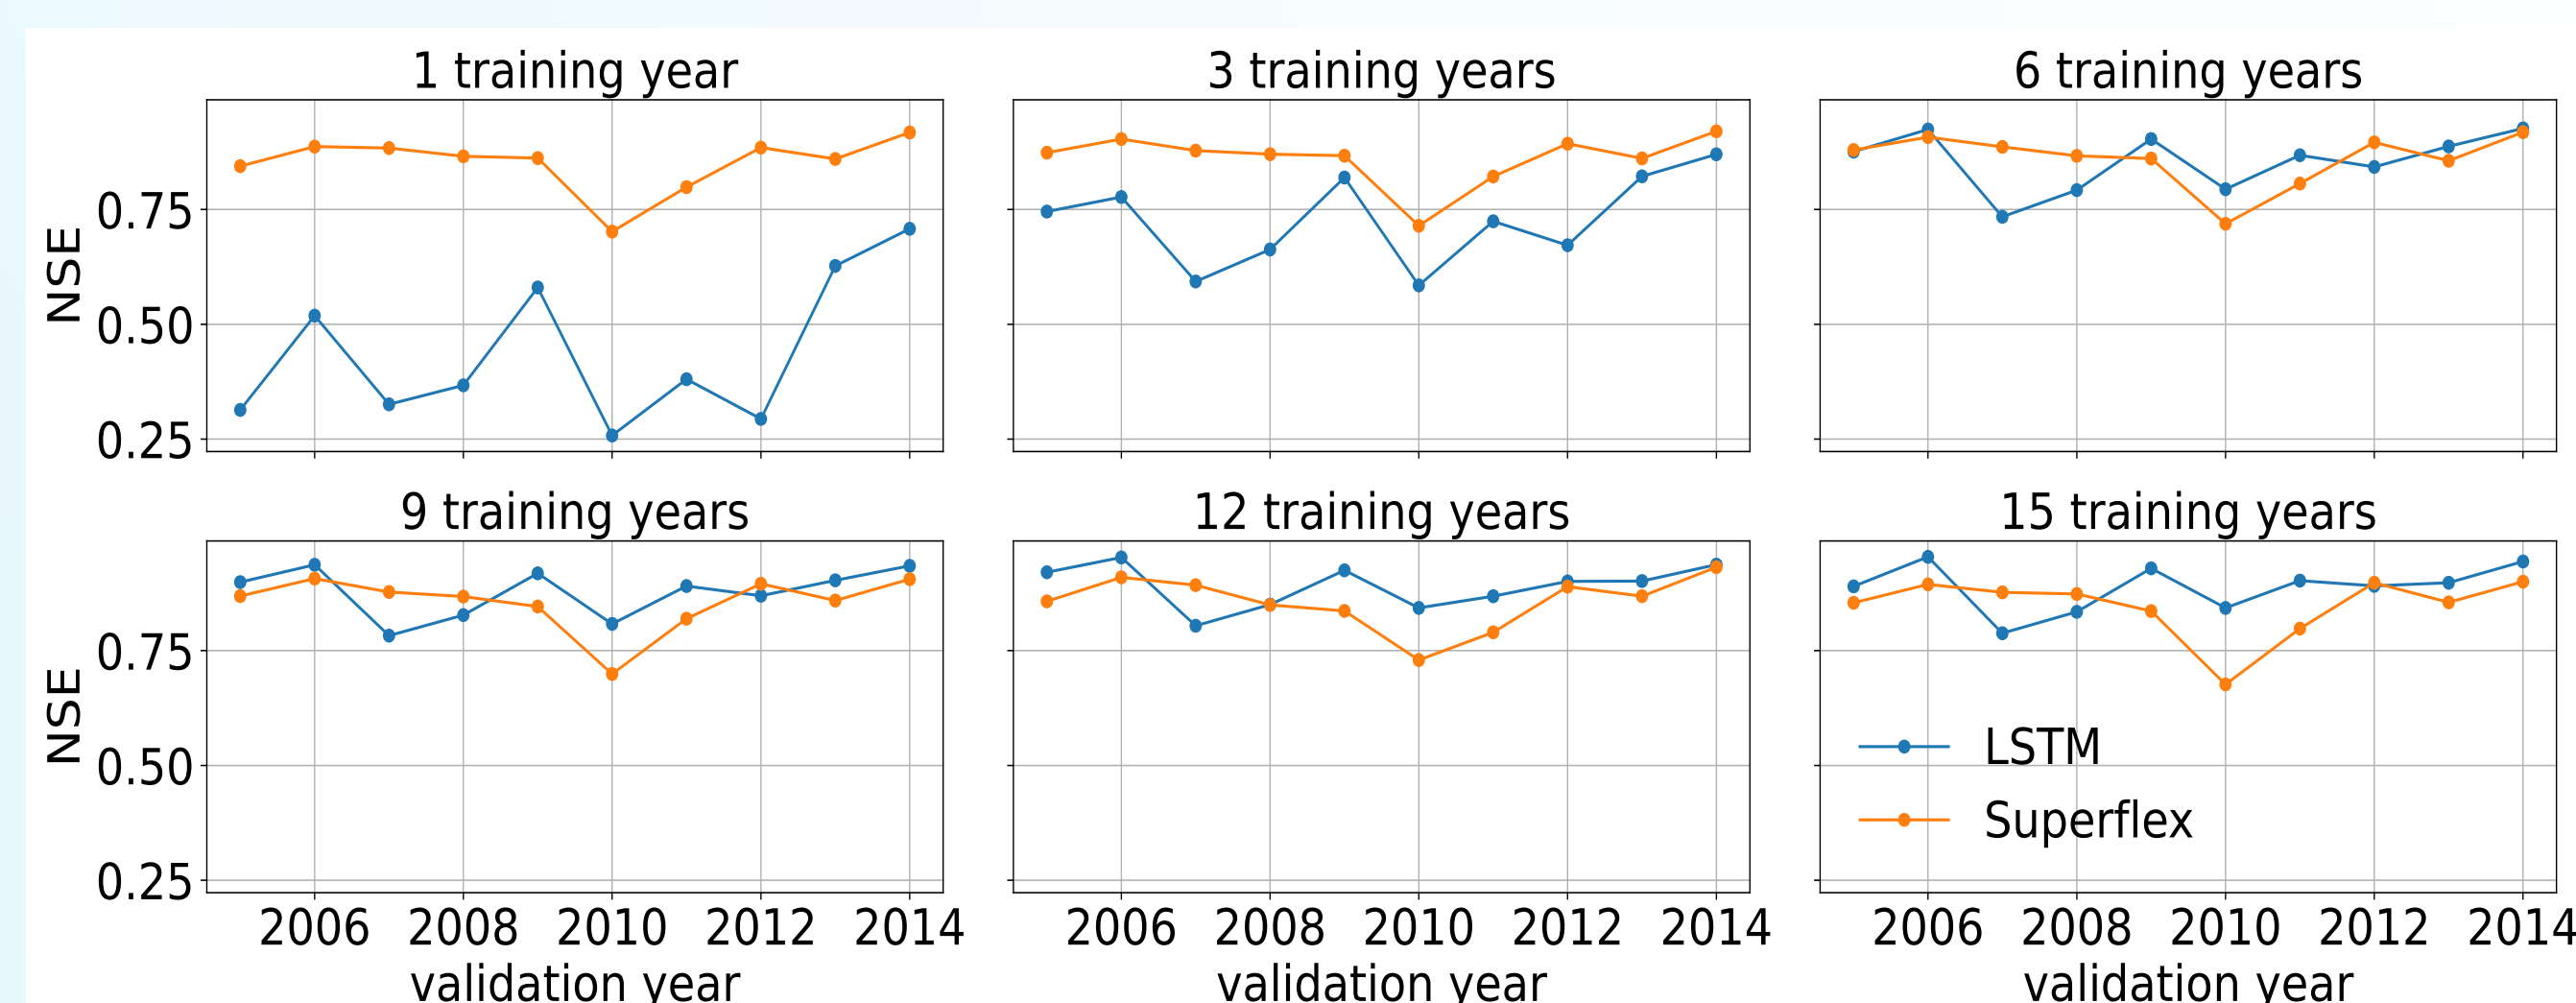 1 training year
3 training years
6 training years
NSE
0.75
0.50
0.25
9 training years
12 training years
15 training years
NSE
0.75
0.50
0.25
LSTM
Superflex
2006 2008 2010 2012 2014
2006 2008 2010 2012 2014
2006 2008 2010 2012 2014
validation year
validation year
validation year